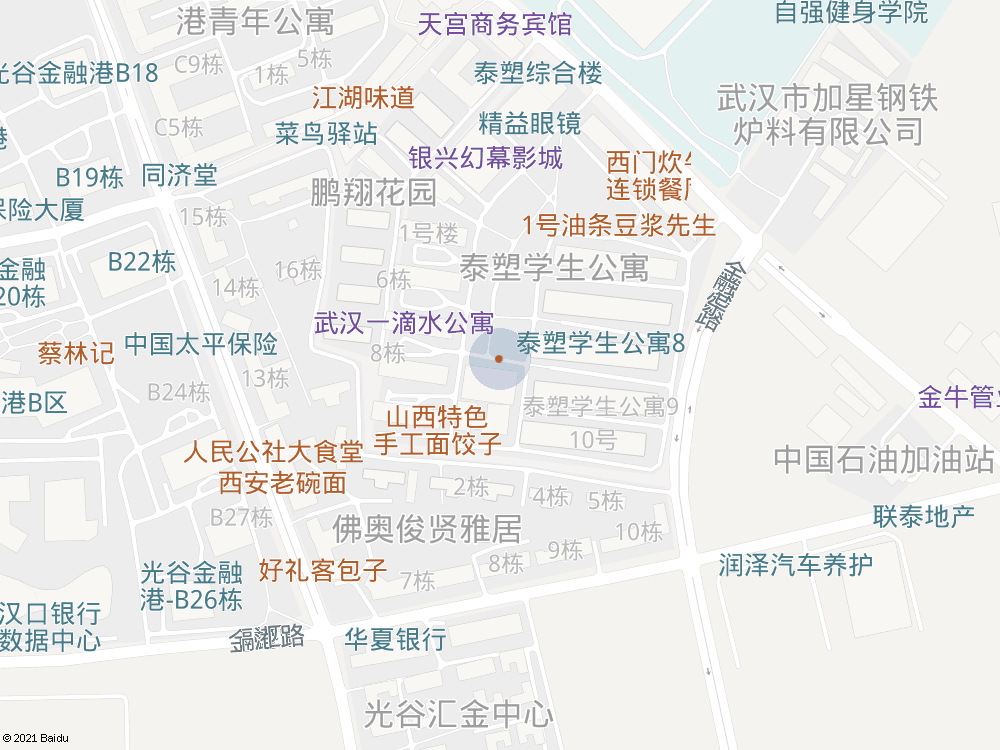 港青年公寓
天宫商务宾馆
自强健身学院
5栋
C9栋
1栋
光谷金融港B18
泰塑综合楼
江湖味道
武汉市加星钢铁
炉料有限公司
C5栋
菜鸟驿站
精益眼镜
港
银兴幻幕影城
西门炊牛
连锁餐厅
B19栋
同济堂
鹏翔花园
保险大厦
15栋
1号楼
1号油条豆浆先生
B22栋
金融
20栋
16栋
6栋
泰塑学生公寓
14栋
武汉一滴水公寓
中国太平保险
蔡林记
8栋
泰塑学生公寓8
13栋
B24栋
港B区
金牛管业
山西特色
手工面饺子
泰塑学生公寓9
10号
人民公社大食堂
西安老碗面
中国石油加油站
2栋
4栋
5栋
B27栋
佛奥俊贤雅居
10栋
联泰地产
9栋
8栋
好礼客包子
7栋
光谷金融
港-B26栋
润泽汽车养护
汉口银行
数据中心
华夏银行
光谷汇金中心
© 2021 Baidu